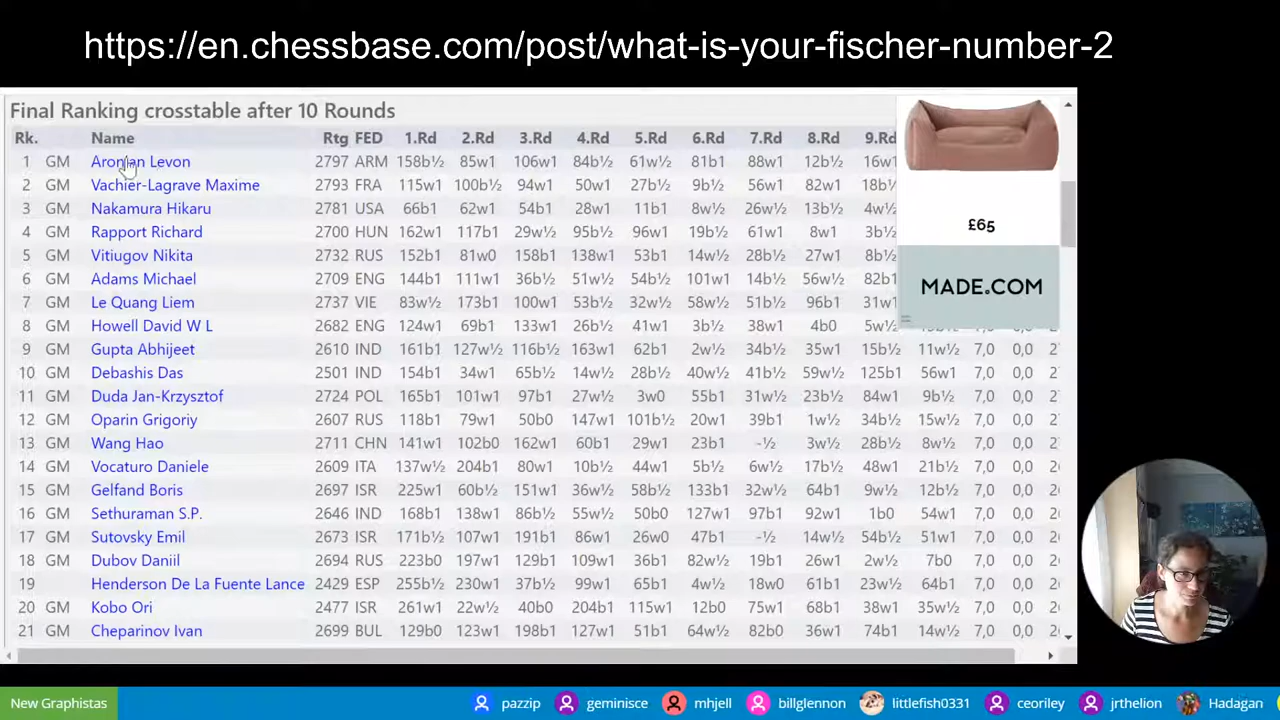 https://en.chessbase.com/post/what-is-your-fischer-number-2
Final Ranking crosstable after 10 Rounds
Rk. Name Rtg FED 1.Rd 2.Rd 3.Rd 4.Rd 5.Rd 6.Rd 7.Rd 8.Rd 9.Rd
1 GM Aronian Levon 2797 ARM 158b½ 85w1 106w1 84b½ 61w½ 81b1 88w1 12b½ 16w1
2 GM Vachier-Lagrave Maxime 2793 FRA 115w1 100b½ 94w1 50w1 27b½ 9b½ 56w1 82w1 18b½
3 GM Nakamura Hikaru 2781 USA 66b1 62w1 54b1 28w1 11b1 8w½ 26w½ 13b½ 4w½
4 GM Rapport Richard 2700 HUN 162w1 117b1 29w½ 95b½ 96w1 19b½ 61w1 8w1 3b½
5 GM Vitiugov Nikita 2732 RUS 152b1 81w0 158b1 138w1 53b1 14w½ 28b½ 27w1 8b½
6 GM Adams Michael 2709 ENG 144b1 111w1 36b½ 51w½ 54b½ 101w1 14b½ 56w½ 82b1
7 GM Le Quang Liem 2737 VIE 83w½ 173b1 100w1 53b½ 32w½ 58w½ 51b½ 96b1 31w1
8 GM Howell David W L 2682 ENG 124w1 69b1 133w1 26b½ 41w1 3b½ 38w1 4b0 5w½ 7,0 0,0
9 GM Gupta Abhijeet 2610 IND 161b1 127w½ 116b½ 163w1 62b1 2w½ 34b½ 35w1 15b½ 11w½ 7,0 0,0 2
10 GM Debashis Das 2501 IND 154b1 34w1 65b½ 14w½ 28b½ 40w½ 41b½ 59w½ 125b1 56w1 7,0 0,0 2
11 GM Duda Jan-Krzysztof 2724 POL 165b1 101w1 97b1 27w½ 3w0 55b1 31w½ 23b½ 84w1 9b½ 7,0 0,0 2
12 GM Oparin Grigoriy 2607 RUS 118b1 79w1 50b0 147w1 101b½ 20w1 39b1 1w½ 34b½ 15w½ 7,0 0,0 2
13 GM Wang Hao 2711 CHN 141w1 102b0 162w1 60b1 29w1 23b1 -½ 3w½ 28b½ 8w½ 7,0 0,0 2
14 GM Vocaturo Daniele 2609 ITA 137w½ 204b1 80w1 10b½ 44w1 5b½ 6w½ 17b½ 48w1 21b½ 7,0 0,0 2
15 GM Gelfand Boris 2697 ISR 225w1 60b½ 151w1 36w½ 58b½ 133b1 32w½ 64b1 9w½ 12b½ 7,0 0,0 2
16 GM Sethuraman S.P. 2646 IND 168b1 138w1 86b½ 55w½ 50b0 127w1 97b1 92w1 1b0 54w1 7,0 0,0 2
17 GM Sutovsky Emil 2673 ISR 171b½ 107w1 191b1 86w1 26w0 47b1 -½ 14w½ 54b½ 51w1 7,0 0,0 2
18 GM Dubov Daniil 2694 RUS 223b0 197w1 129b1 109w1 36b1 82w½ 19b1 26w1 2w½ 7b0 7,0 0,0 2
19 Henderson De La Fuente Lance 2429 ESP 255b½ 230w1 37b½ 99w1 65b1 4w½ 18w0 61b1 23w½ 64b1 7,0 0,0 2
20 GM Kobo Ori 2477 ISR 261w1 22w½ 40b0 204b1 115w1 12b0 75w1 68b1 38w1 35w½ 7,0 0,0 2
21 GM Cheparinov Ivan 2699 BUL 129b0 123w1 198b1 127w1 51b1 64w½ 82b0 36w1 74b1 14w½ 7,0 0,0 2
£65
MADE.COM
New Graphistas pazzip geminisce mhjell billglennon littlefish0331 ceoriley jrthelion Hadagan